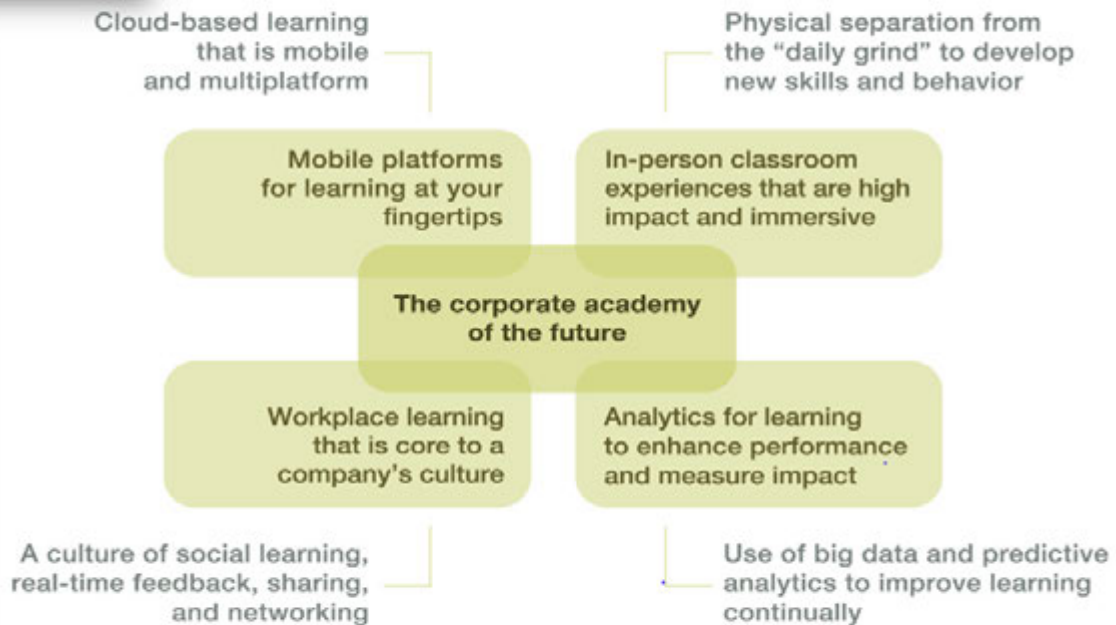 Cloud-based learning
that is mobile
and multiplatform
Physical separation from
the “daily grind” to develop
new skills and behavior
Mobile platforms
for learning at your
fingertips
In-person classroom
experiences that are high
impact and immersive
The corporate academy
of the future
Workplace learning
that is core to a
company’s culture
Analytics for learning
to enhance performance
and measure impact
A culture of social learning,
real-time feedback, sharing,
and networking
Use of big data and predictive
analytics to improve learning
continually